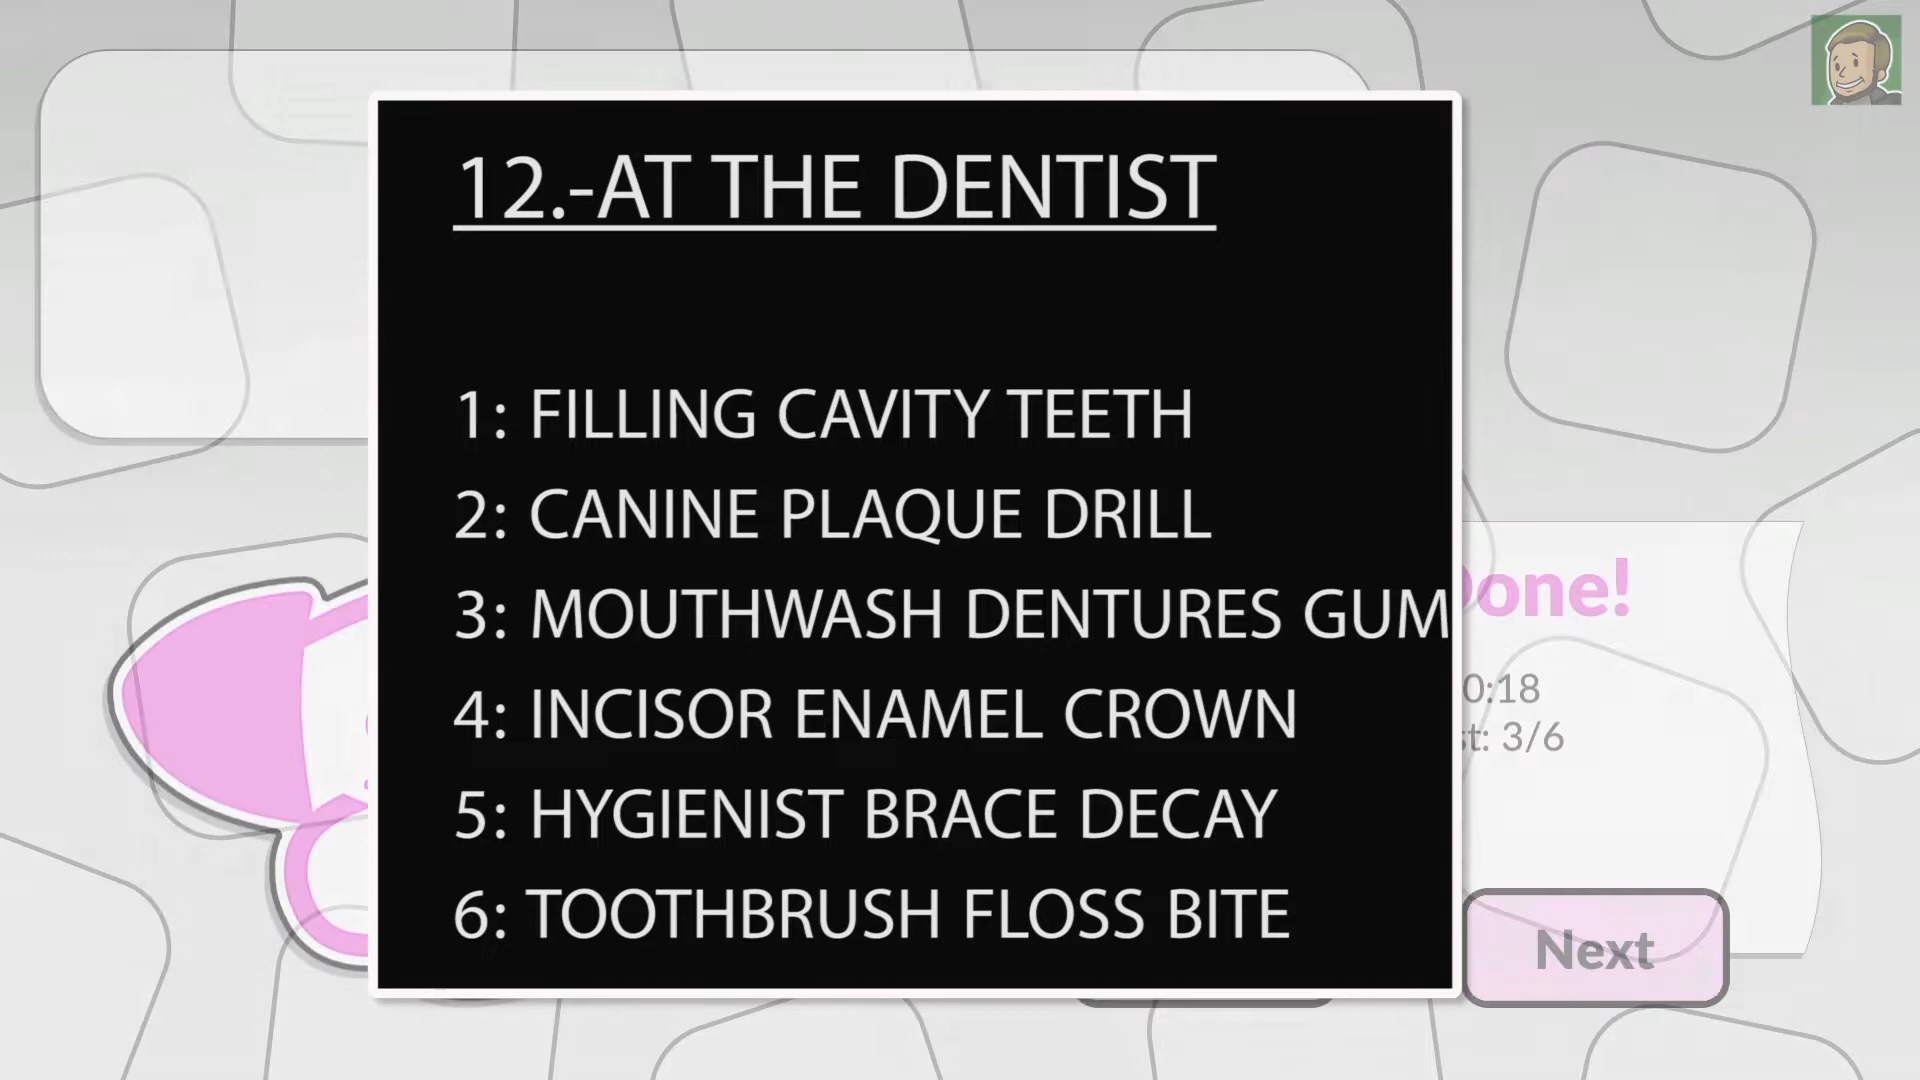 12.-AT THE DENTIST
1: FILLING CAVITY TEETH
2: CANINE PLAQUE DRILL
3: MOUTHWASH DENTURES GUM
4: INCISOR ENAMEL CROWN
5: HYGIENIST BRACE DECAY
6: TOOTHBRUSH FLOSS BITE
one!
0:18
t: 3/6
Next